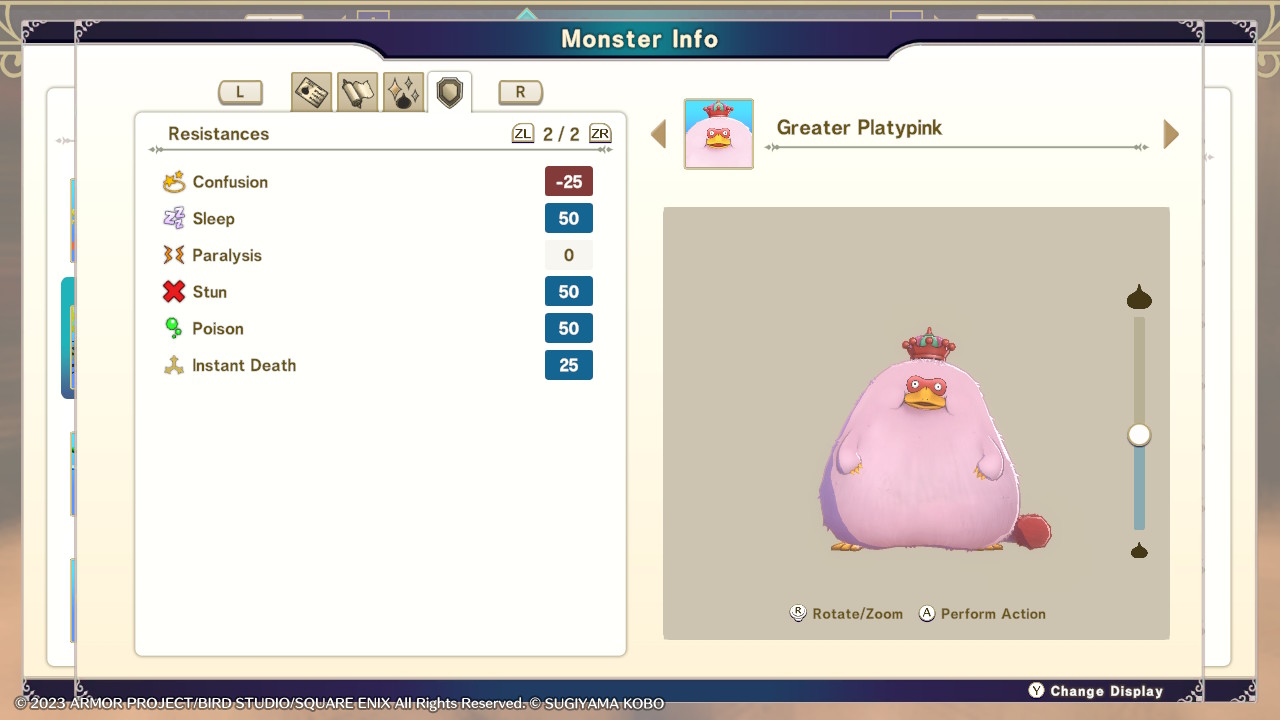 Monster Info
L
R
Resistances
ZL 2 / 2 ZR
Greater Platypink
Confusion -25
Sleep 50
Paralysis 0
Stun 50
Poison 50
Instant Death 25
R Rotate/Zoom A Perform Action
Y Change Display
© 2023 ARMOR PROJECT/BIRD STUDIO/SQUARE ENIX All Rights Reserved. © SUGIYAMA KOBO